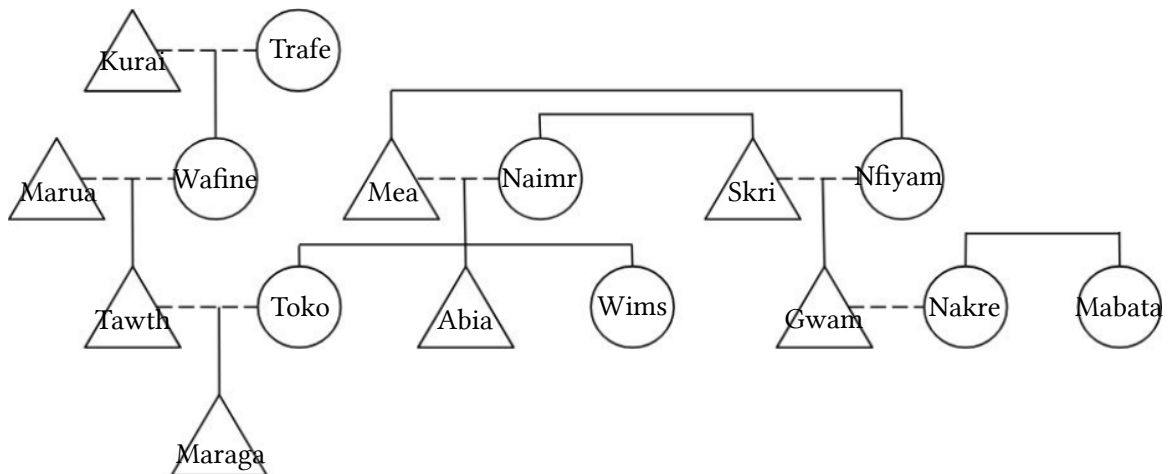 Kurai
Trafe
Marua
Wafine
Mea
Naimr
Skri
Nfiyam
Tawth
Toko
Abia
Wims
Gwam
Nakre
Mabata
Maraga